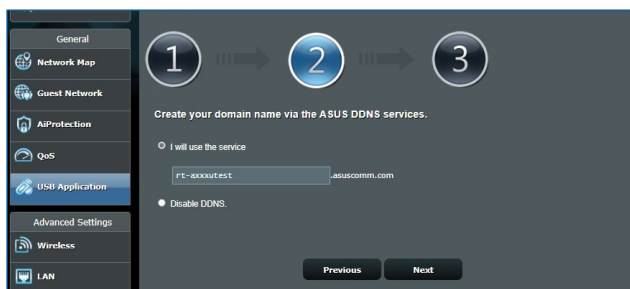 General
Network Map
Guest Network
AiProtection
QoS
USB Application
Advanced Settings
Wireless
LAN
1
2
3
Create your domain name via the ASUS DDNS services.
I will use the service
rt-axxxutest .asuscomm.com
Disable DDNS.
Previous Next